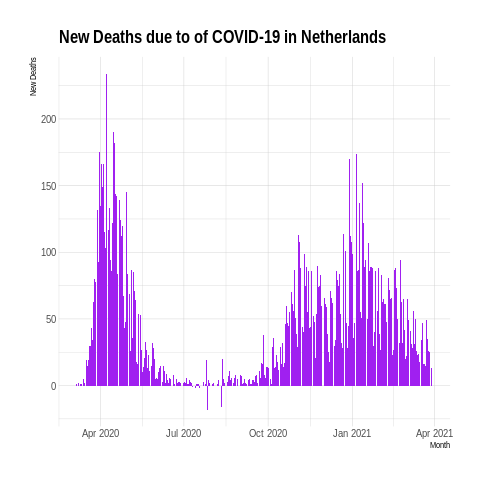 New Deaths due to of COVID-19 in Netherlands
New Deaths
200
150
100
50
0
Apr 2020 Jul 2020 Oct 2020 Jan 2021 Apr 2021
Month